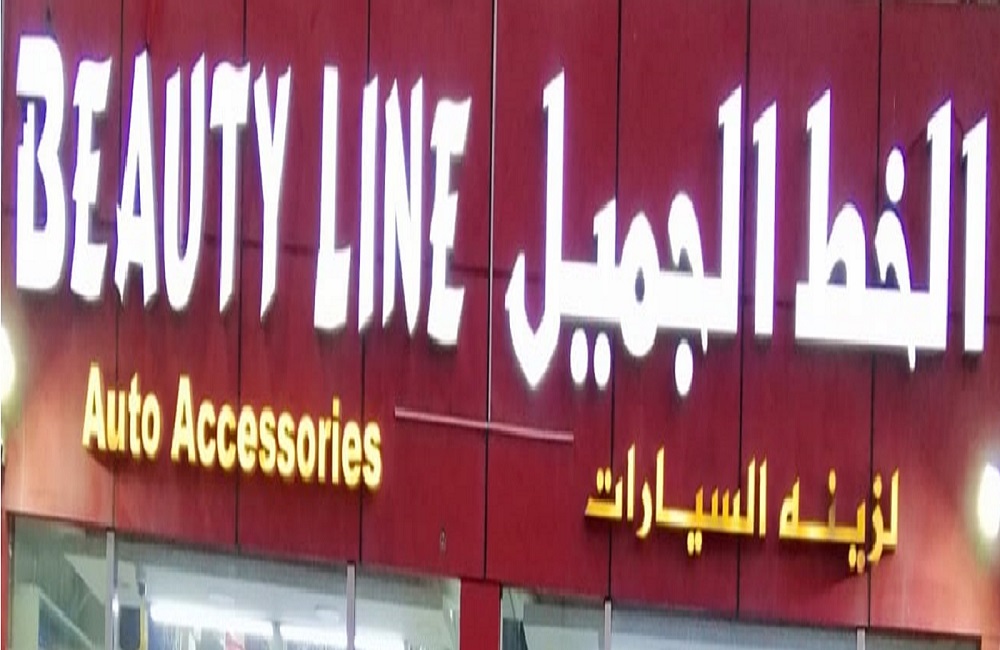 BEAUTY LINE
الخط الجميل
Auto Accessories
لزينه السيارات